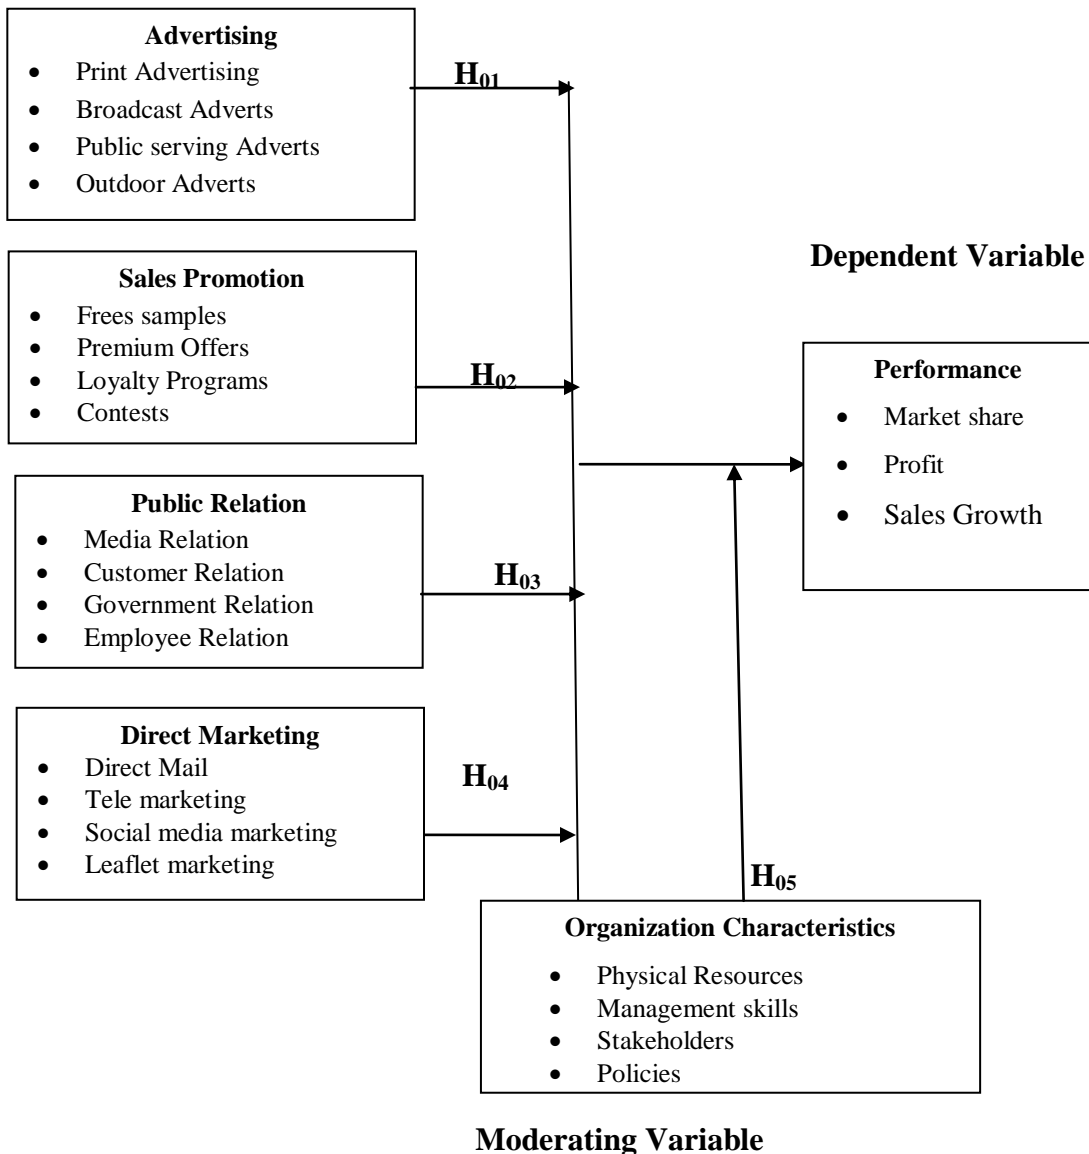 Advertising
• Print Advertising
• Broadcast Adverts
• Public serving Adverts
• Outdoor Adverts
H01
Sales Promotion
• Frees samples
• Premium Offers
• Loyalty Programs
• Contests
H02
Public Relation
• Media Relation
• Customer Relation
• Government Relation
• Employee Relation
H03
Direct Marketing
• Direct Mail
• Tele marketing
• Social media marketing
• Leaflet marketing
H04
Dependent Variable
Performance
• Market share
• Profit
• Sales Growth
H05
Organization Characteristics
• Physical Resources
• Management skills
• Stakeholders
• Policies
Moderating Variable